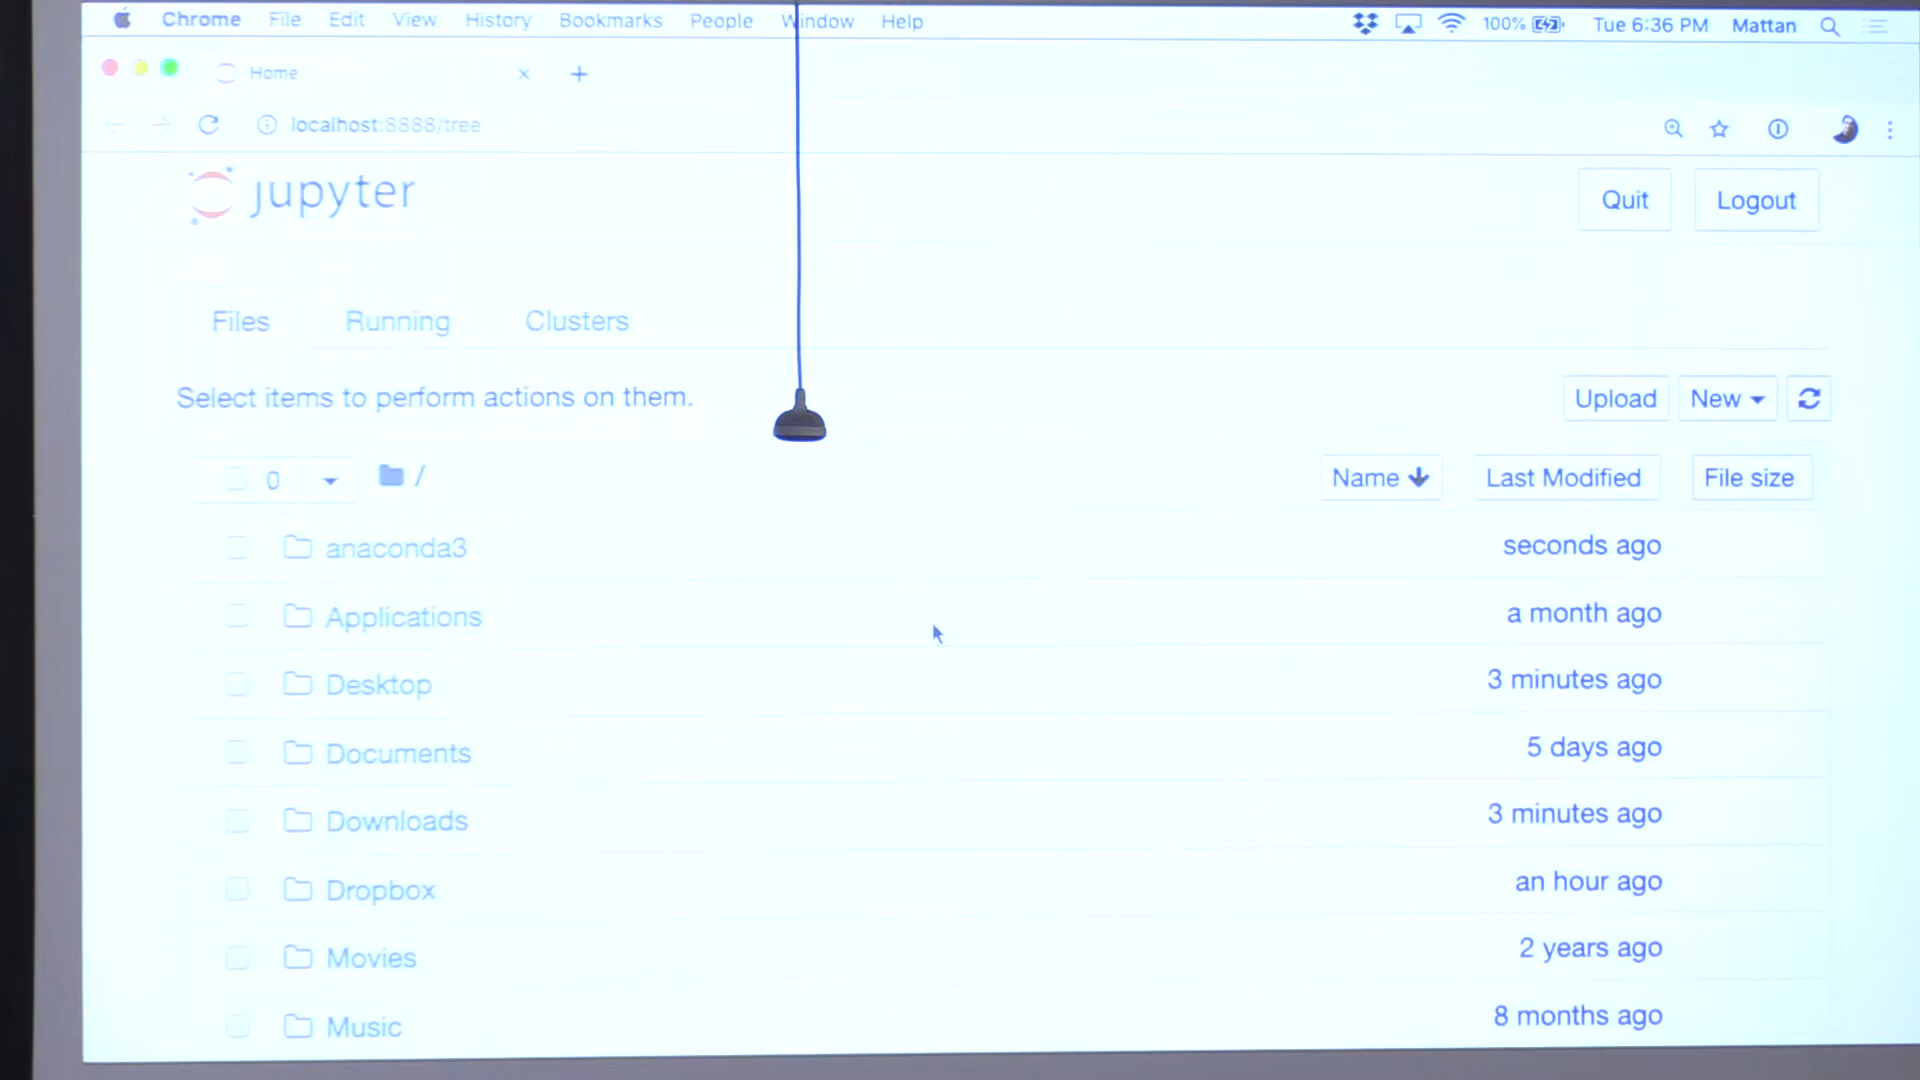 Chrome File Edit View History Bookmarks People Window Help 100% Tue 6:36 PM Mattan
Home
localhost:8888/tree
jupyter Quit Logout
Files Running Clusters
Select items to perform actions on them. Upload New
0 / Name Last Modified File size
anaconda3 seconds ago
Applications a month ago
Desktop 3 minutes ago
Documents 5 days ago
Downloads 3 minutes ago
Dropbox an hour ago
Movies 2 years ago
Music 8 months ago